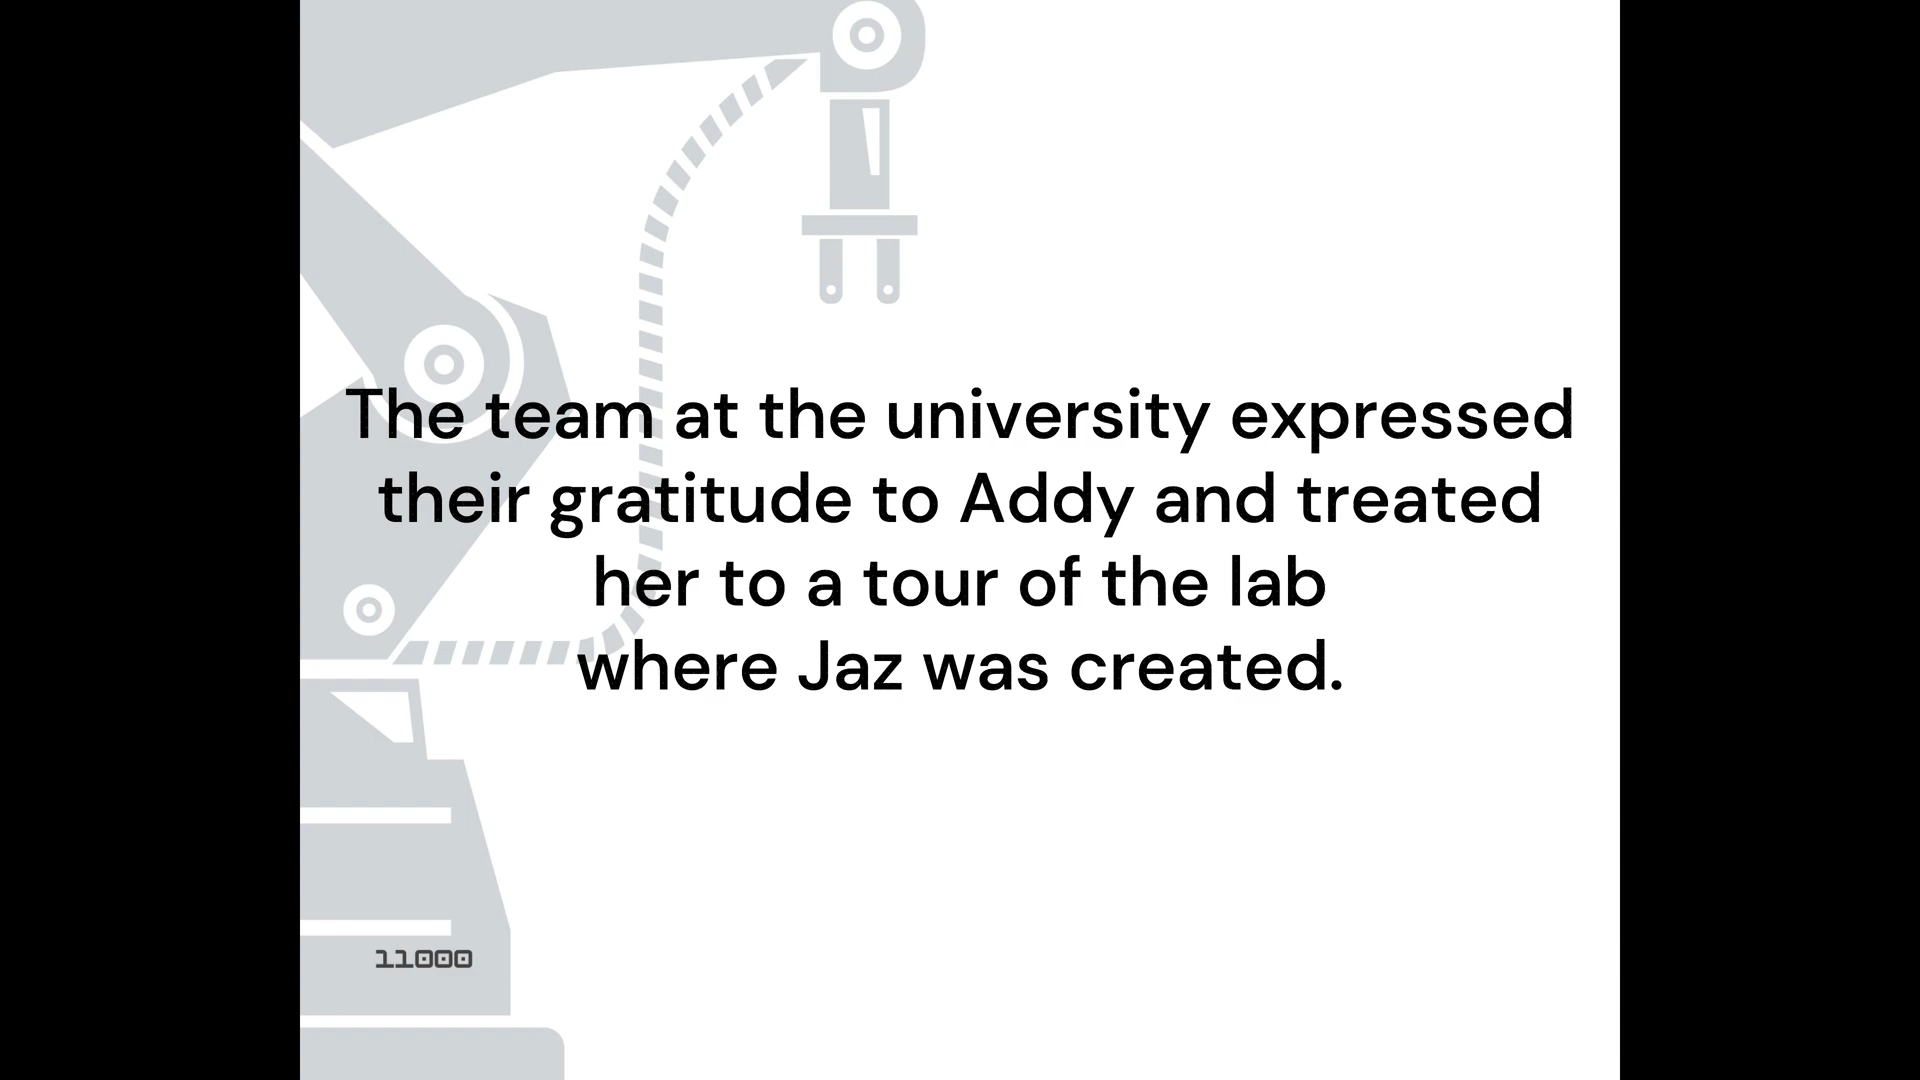 The team at the university expressed
their gratitude to Addy and treated
her to a tour of the lab
where Jaz was created.
11000